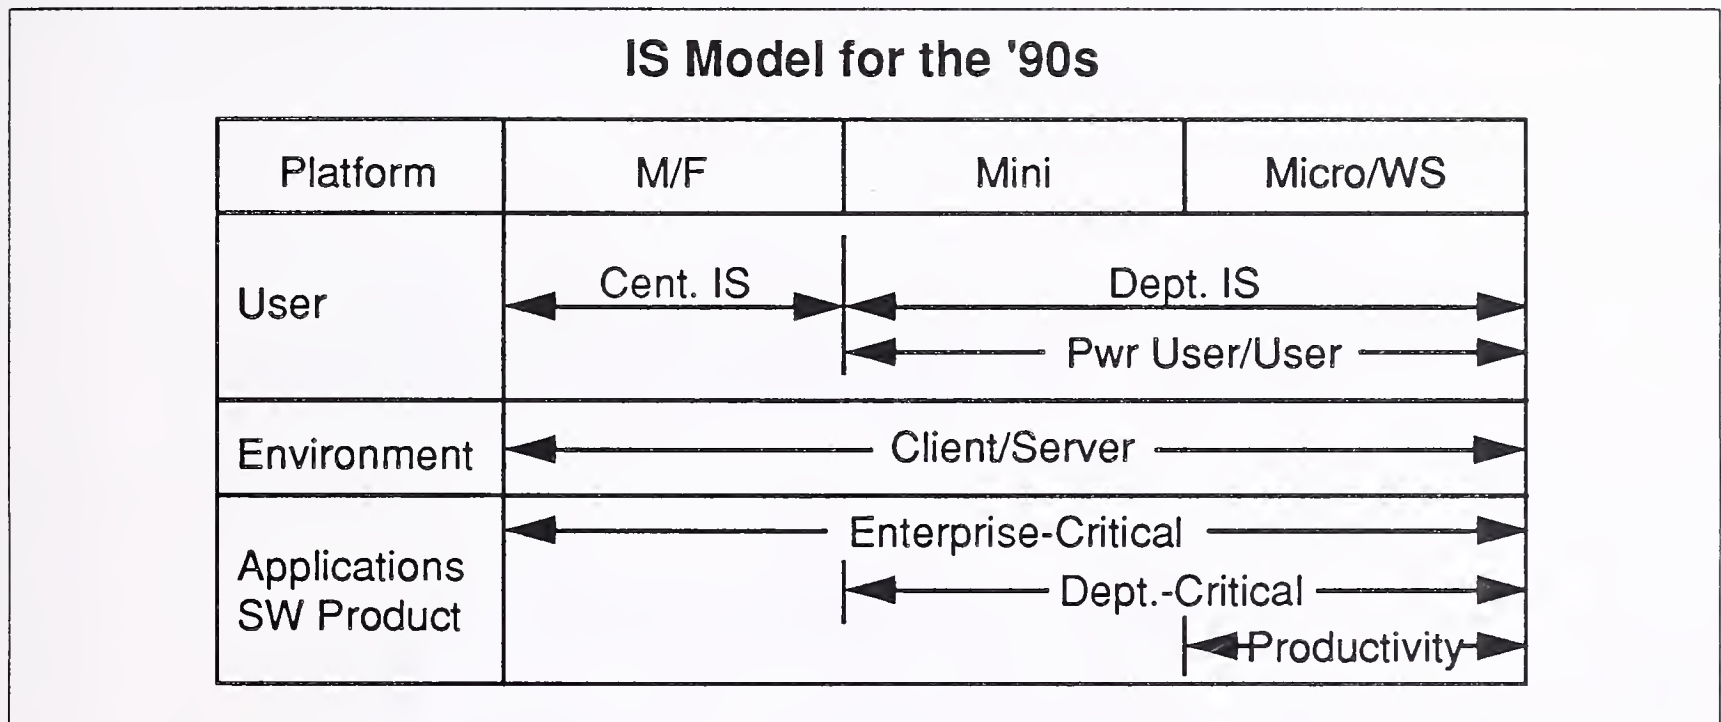 IS Model for the '90s
Platform M/F Mini Micro/WS
User Cent. IS Dept. IS
Pwr User/User
Environment Client/Server
Enterprise-Critical
Applications
SW Product
Dept.-Critical
Productivity